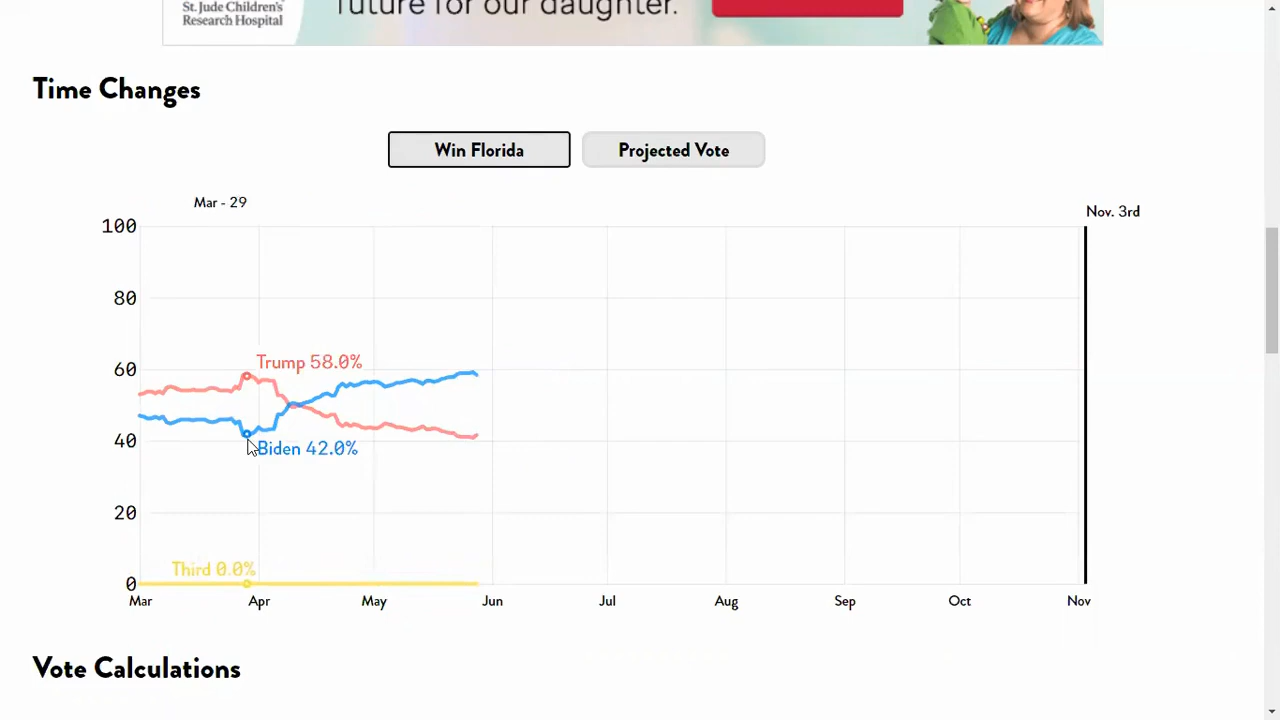 St. Jude Children's
Research Hospital
future for our daughter.
Time Changes
Win Florida
Projected Vote
Mar - 29
Nov. 3rd
100
80
60
40
20
0
Trump 58.0%
Biden 42.0%
Third 0.0%
Mar
Apr
May
Jun
Jul
Aug
Sep
Oct
Nov
Vote Calculations